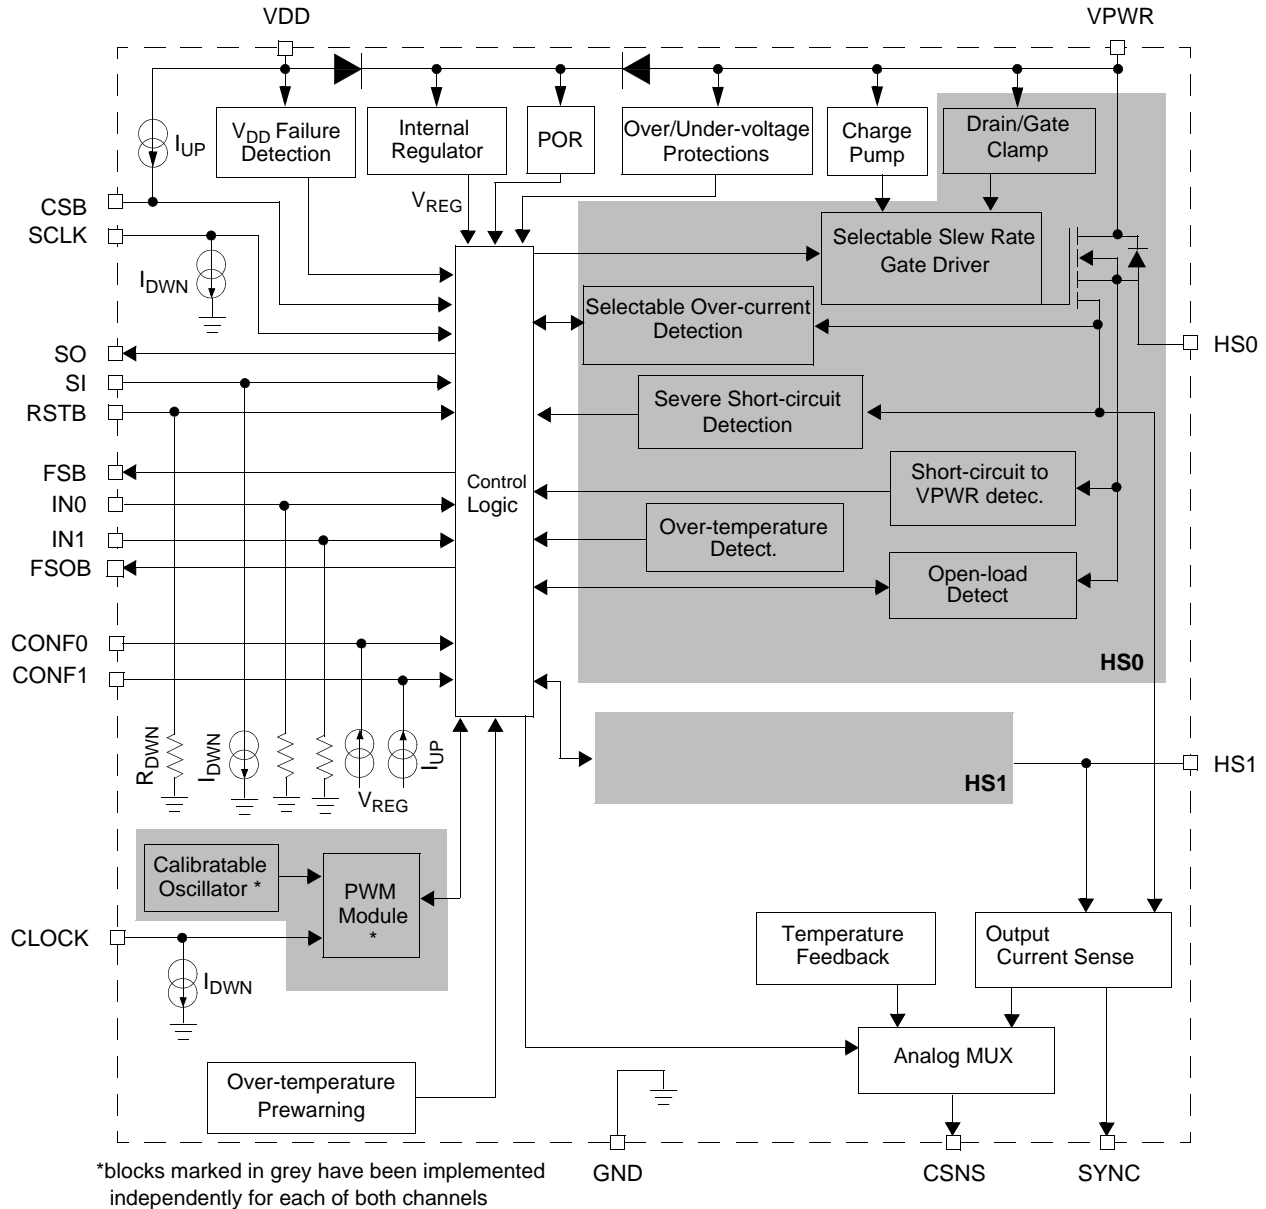 VDD
VPWR
IUP
VDD Failure
Detection
Internal
Regulator
POR
Over/Under-voltage
Protections
Charge
Pump
Drain/Gate
Clamp
VREG
CSB
SCLK
IDWN
Selectable Slew Rate
Gate Driver
Selectable Over-current
Detection
HS0
SO
SI
RSTB
Severe Short-circuit
Detection
FSB
IN0
IN1
FSOB
Control
Logic
Short-circuit to
VPWR detec.
Over-temperature
Detect.
Open-load
Detect
CONF0
CONF1
HS0
RDWN
IDWN
VREG
IUP
HS1
HS1
Calibratable
Oscillator *
PWM
Module
*
CLOCK
IDWN
Temperature
Feedback
Output
Current Sense
Analog MUX
Over-temperature
Prewarning
GND
CSNS
SYNC
*blocks marked in grey have been implemented
independently for each of both channels